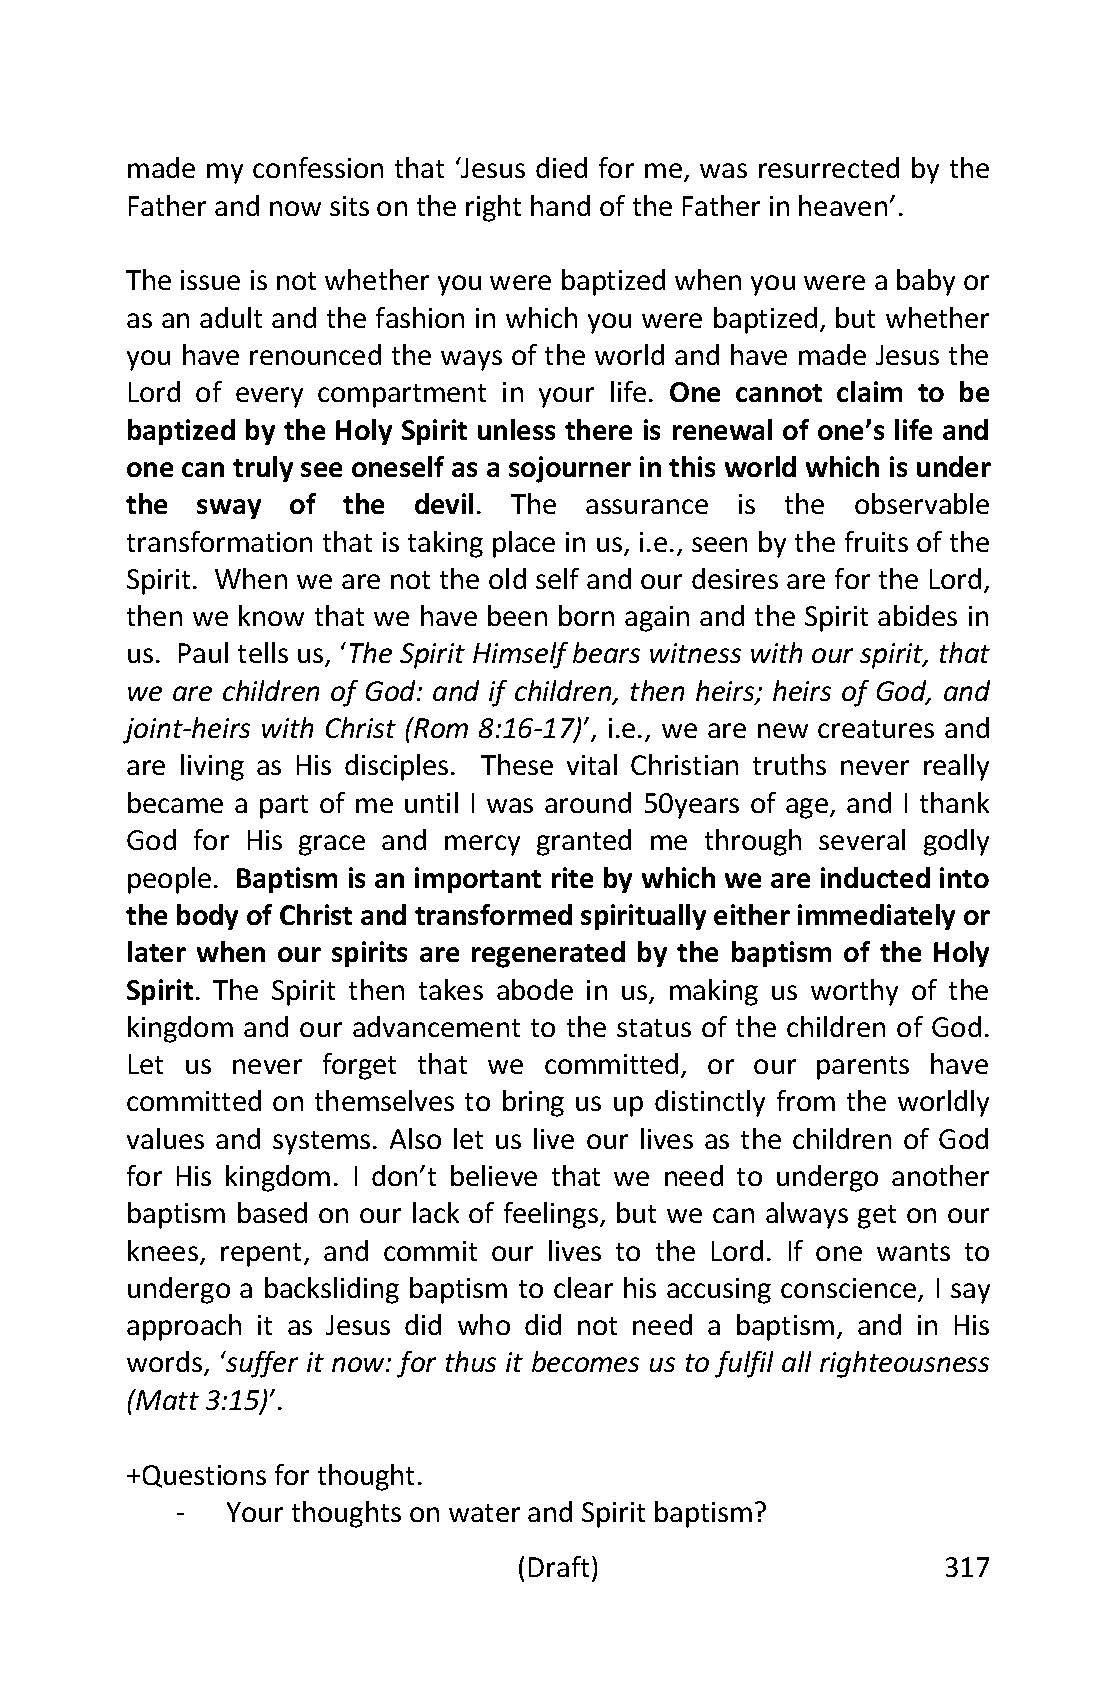 made my confession that ‘Jesus died for me, was resurrected by the
Father and now sits on the right hand of the Father in heaven’.
The issue is not whether you were baptized when you were a baby or
as an adult and the fashion in which you were baptized, but whether
you have renounced the ways of the world and have made Jesus the
Lord of every compartment in your life. One cannot claim to be
baptized by the Holy Spirit unless there is renewal of one’s life and
one can truly see oneself as a sojourner in this world which is under
the sway of the devil. The assurance is the observable
transformation that is taking place in us, i.e., seen by the fruits of the
Spirit. When we are not the old self and our desires are for the Lord,
then we know that we have been born again and the Spirit abides in
us. Paul tells us, ‘The Spirit Himself bears witness with our spirit, that
we are children of God: and if children, then heirs; heirs of God, and
joint-heirs with Christ (Rom 8:16-17)’, i.e., we are new creatures and
are living as His disciples. These vital Christian truths never really
became a part of me until I was around 50years of age, and I thank
God for His grace and mercy granted me through several godly
people. Baptism is an important rite by which we are inducted into
the body of Christ and transformed spiritually either immediately or
later when our spirits are regenerated by the baptism of the Holy
Spirit. The Spirit then takes abode in us, making us worthy of the
kingdom and our advancement to the status of the children of God.
Let us never forget that we committed, or our parents have
committed on themselves to bring us up distinctly from the worldly
values and systems. Also let us live our lives as the children of God
for His kingdom. I don’t believe that we need to undergo another
baptism based on our lack of feelings, but we can always get on our
knees, repent, and commit our lives to the Lord. If one wants to
undergo a backsliding baptism to clear his accusing conscience, I say
approach it as Jesus did who did not need a baptism, and in His
words, ‘suffer it now: for thus it becomes us to fulfil all righteousness
(Matt 3:15)’.
+Questions for thought.
- Your thoughts on water and Spirit baptism?
(Draft) 317